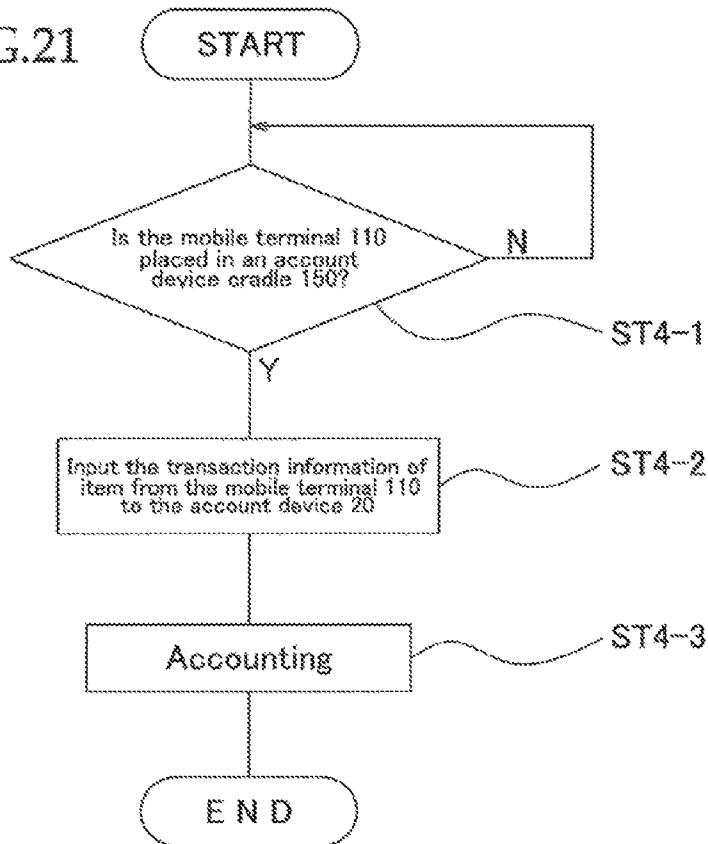 G.21
START
Is the mobile terminal 110
placed in an account
device cradle 150?
N
ST4-1
Y
Input the transaction information of
item from the mobile terminal 110
to the account device 20
ST4-2
Accounting
ST4-3
END